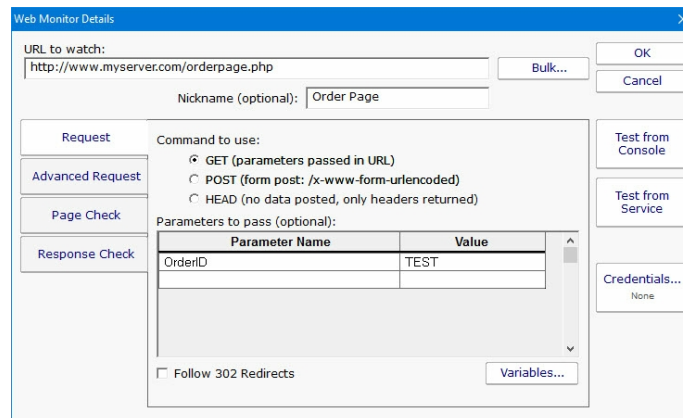 Web Monitor Details
URL to watch:
http://www.myserver.com/orderpage.php
Bulk...
OK
Cancel
Nickname (optional): Order Page
Request
Advanced Request
Page Check
Response Check
Command to use:
GET (parameters passed in URL)
POST (form post: /x-www-form-urlencoded)
HEAD (no data posted, only headers returned)
Parameters to pass (optional):
Parameter Name Value
OrderID TEST
Follow 302 Redirects
Variables...
Test from
Console
Test from
Service
Credentials...
None